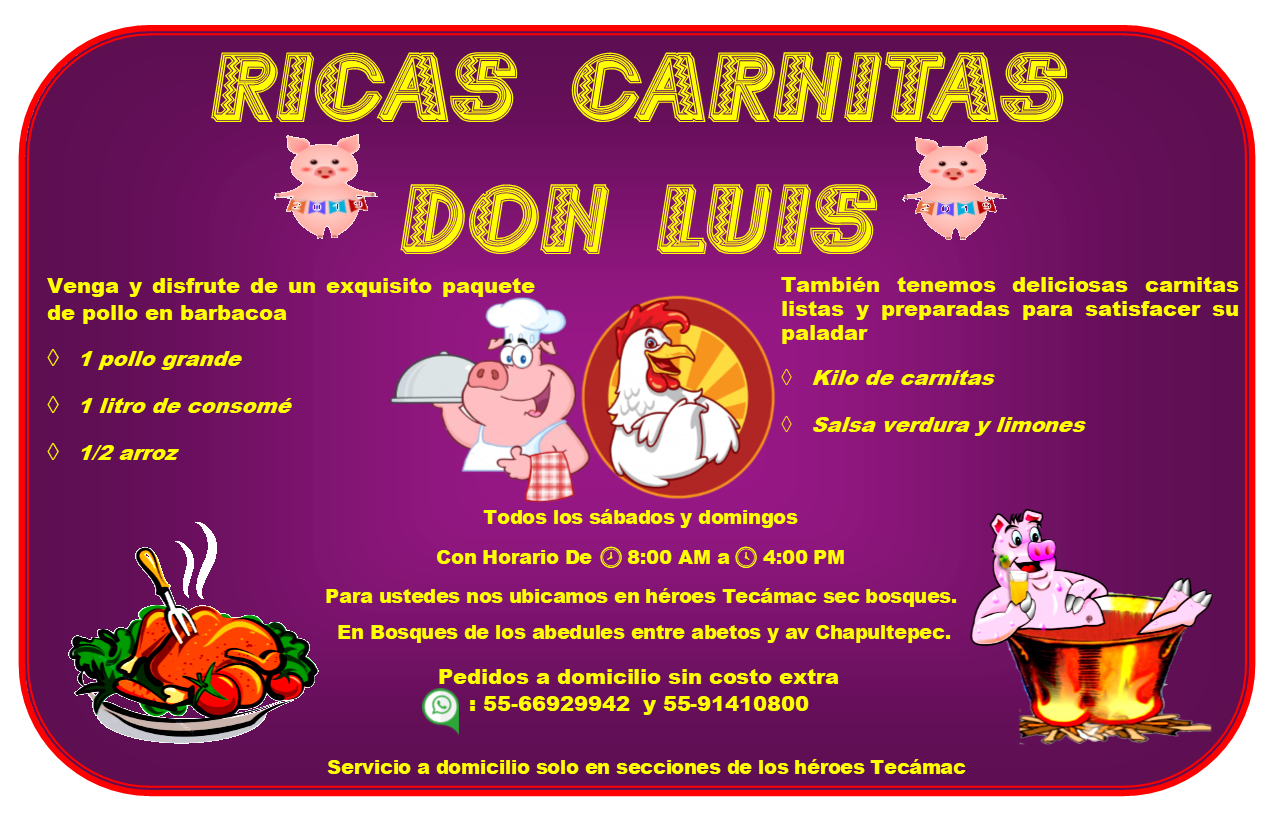 RICAS CARNITAS
DON LUIS
Venga y disfrute de un exquisito paquete
de pollo en barbacoa
◊ 1 pollo grande
◊ 1 litro de consomé
◊ 1/2 arroz
También tenemos deliciosas carnitas
listas y preparadas para satisfacer su
paladar
◊ Kilo de carnitas
◊ Salsa verdura y limones
Todos los sábados y domingos
Con Horario De 8:00 AM a 4:00 PM
Para ustedes nos ubicamos en héroes Tecámac sec bosques.
En Bosques de los abedules entre abetos y av Chapultepec.
Pedidos a domicilio sin costo extra
: 55-66929942 y 55-91410800
Servicio a domicilio solo en secciones de los héroes Tecámac